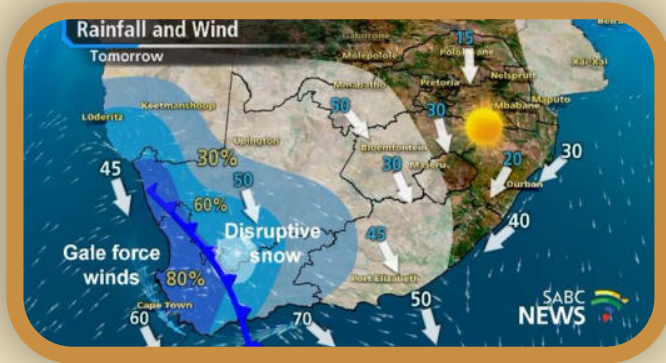 Rainfall and Wind
Tomorrow
Gaborone
15
Molepolole
Polokwane
Xai-Xai
Nelspruit
Mmabatho
Pretoria
Keetmanshoop
50
30
Mbabane
Maputo
Lüderitz
Upington
Bloemfontein
30%
45
50
30
Maseru
20
30
Durban
60%
40
Disruptive
snow
45
Gale force
winds
80%
Port Elizabeth
50
Cape Town
60
70
SABC
NEWS